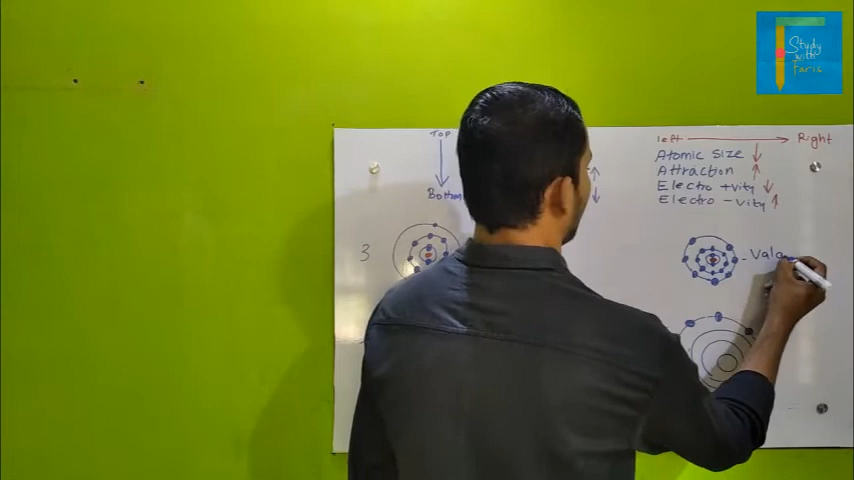 Study
with
Faris
Top
Bottom
3
left Right
Atomic size
Attraction
Electro +vity
Electro -vity
- Vala